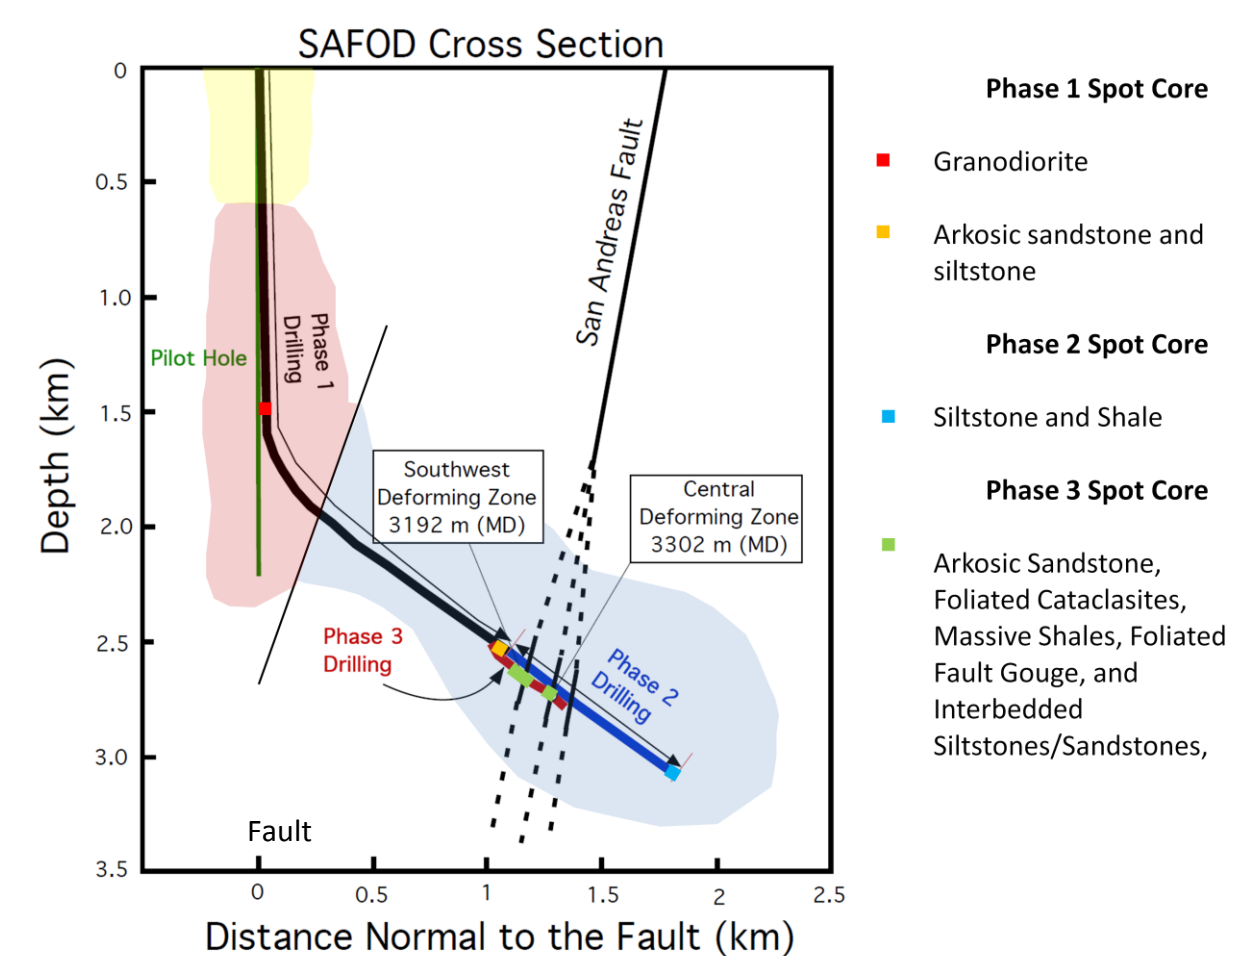 SAFOD Cross Section
0
0.5
1.0
1.5
2.0
2.5
3.0
3.5
Depth (km)
Pilot Hole
Phase 1
Drilling
San Andreas Fault
Southwest
Deforming Zone
3192 m (MD)
Central
Deforming Zone
3302 m (MD)
Phase 3
Drilling
Phase 2
Drilling
Fault
0
0.5
1
1.5
2
2.5
Distance Normal to the Fault (km)
Phase 1 Spot Core
Granodiorite
Arkosic sandstone and
siltstone
Phase 2 Spot Core
Siltstone and Shale
Phase 3 Spot Core
Arkosic Sandstone,
Foliated Cataclasites,
Massive Shales, Foliated
Fault Gouge, and
Interbedded
Siltstones/Sandstones,